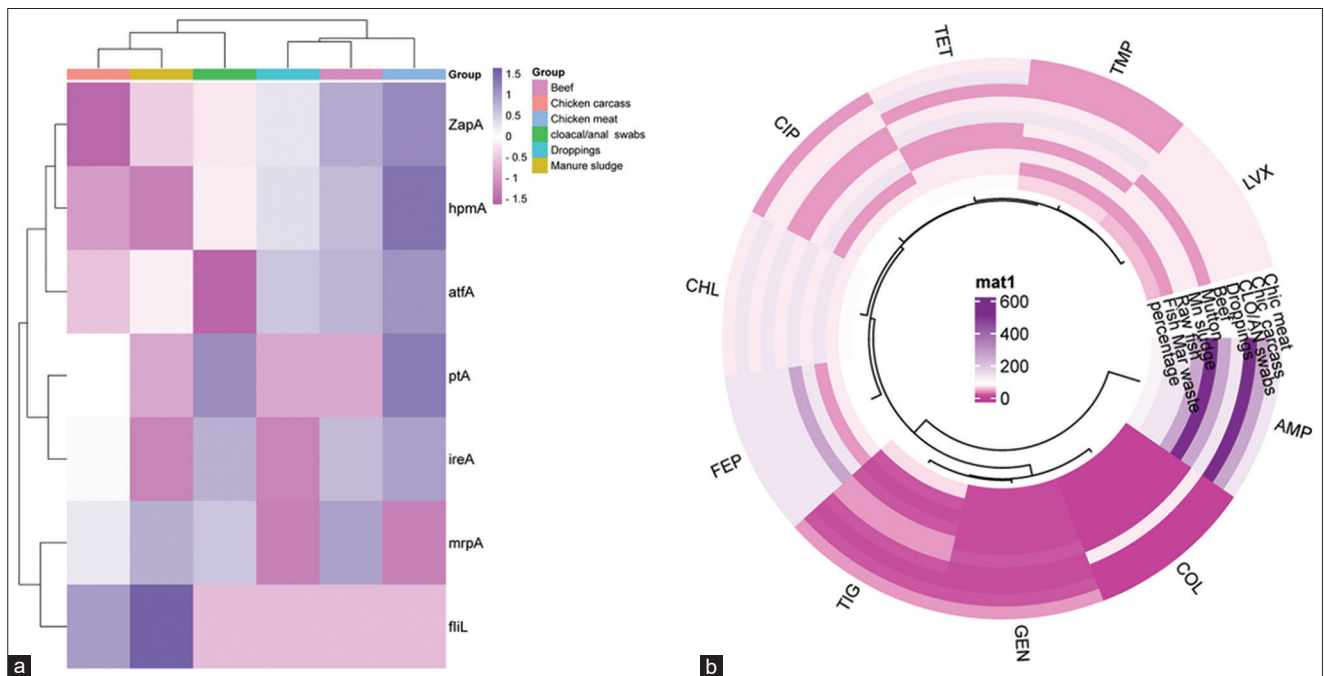 Group
1.5
1
0.5
0
- 0.5
- 1
- 1.5
Group
Beef
Chicken carcass
Chicken meat
cloacal/anal swabs
Droppings
Manure sludge
ZapA
hpmA
atfA
ptA
ireA
mrpA
fliL
a
TET
TMP
CIP
LVX
CHL
FEP
TIG
GEN
COL
AMP
mat1
600
400
200
0
Chic meat
Chic carcass
CLO/AN swabs
Droppings
Beef
Mutton
Mn sludge
Raw fish
Fish Mar waste
percentage
b